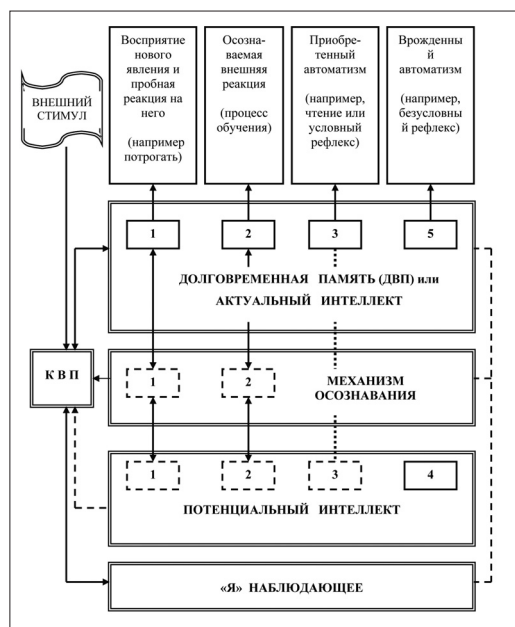 ВНЕШНИЙ
СТИМУЛ
Восприятие
нового
явления и
пробная
реакция на
него
(например
потрогать)
Осозна-
ваемая
внешняя
реакция
(процесс
обучения)
Приобре-
тенный
автоматизм
(например,
чтение или
условный
рефлекс)
Врожденны
й
автоматизм
(например,
безусловны
й рефлекс)
1
2
3
5
ДОЛГОВРЕМЕННАЯ ПАМЯТЬ (ДВП) или
АКТУАЛЬНЫЙ ИНТЕЛЛЕКТ
К В П
1
2
МЕХАНИЗМ
ОСОЗНАВАНИЯ
1
2
3
4
ПОТЕНЦИАЛЬНЫЙ ИНТЕЛЛЕКТ
«Я» НАБЛЮДАЮЩЕЕ